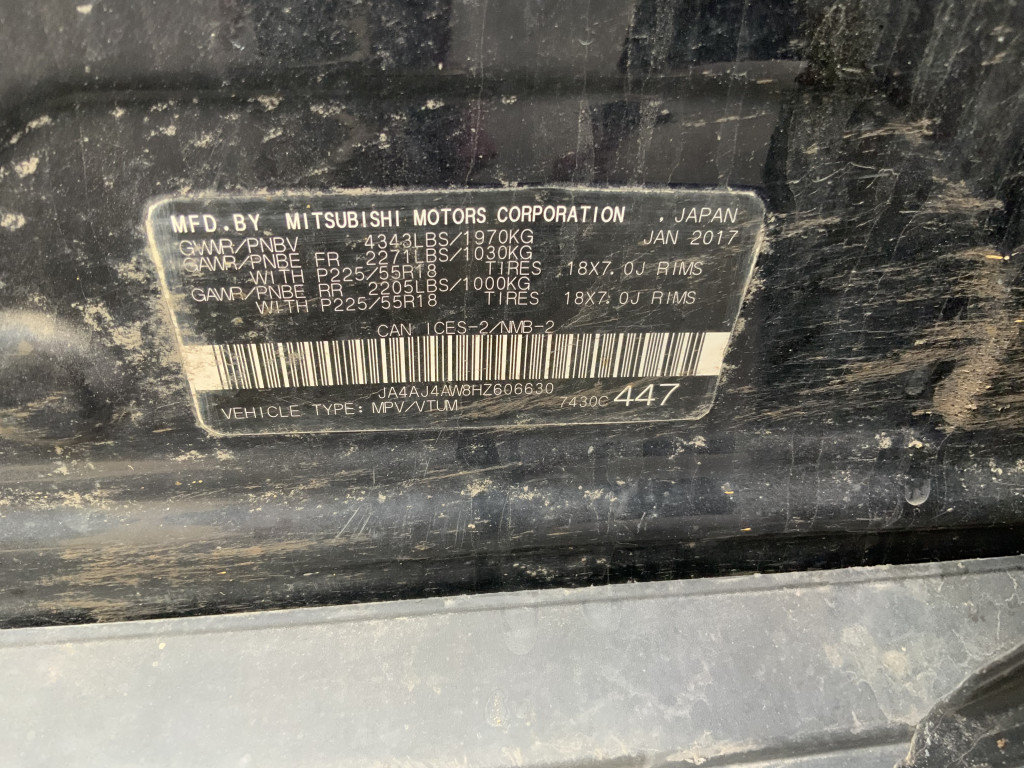 MFD.BY MITSUBISHI MOTORS CORPORATION . JAPAN
GVWR/PNBV 4343LBS/1970KG JAN 2017
GAWR/PNBE FR 2271LBS/1030KG
WITH P225/55R18 TIRES 18X7.0J RIMS
GAWR/PNBE RR 2205LBS/1000KG
WITH P225/55R18 TIRES 18X7.0J RIMS
CAN ICES-2/NMB-2
JA4AJ4AW8HZ606630
VEHICLE TYPE: MPV/VTUM 7430C 447